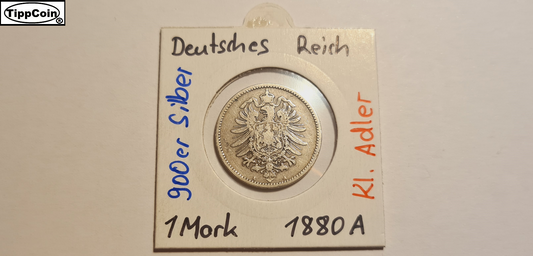 TippCoin®
Deutsches Reich
900er Silber
Kl. Adler
1 Mark 1880 A